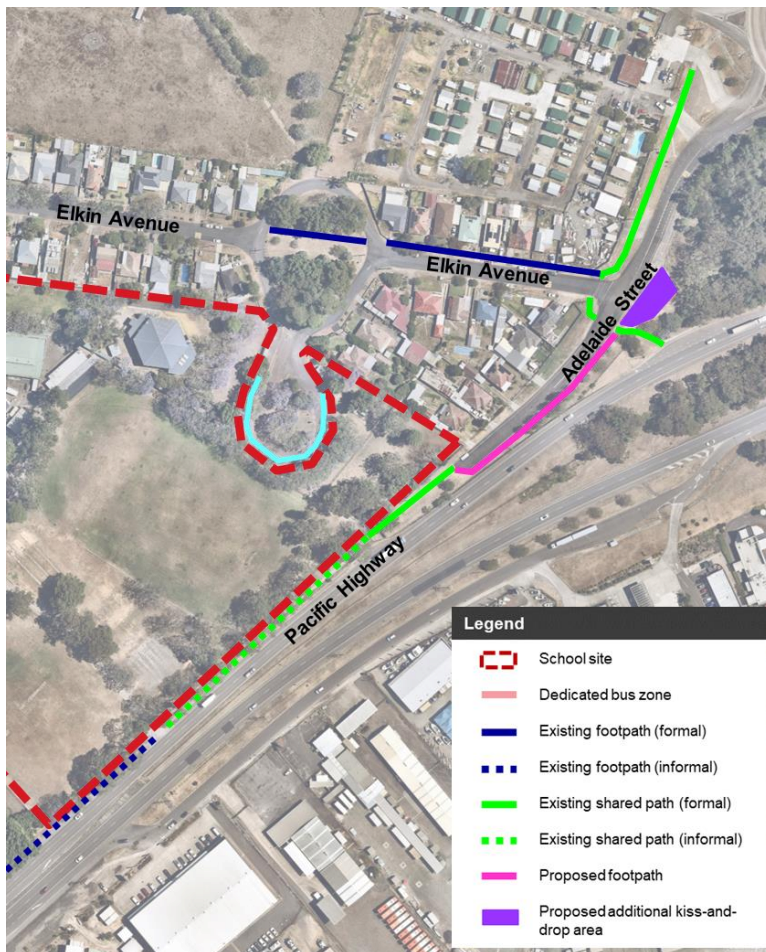 Elkin Avenue
Elkin Avenue
Adelaide Street
Pacific Highway
Legend
School site
Dedicated bus zone
Existing footpath (formal)
Existing footpath (informal)
Existing shared path (formal)
Existing shared path (informal)
Proposed footpath
Proposed additional kiss-and-
drop area